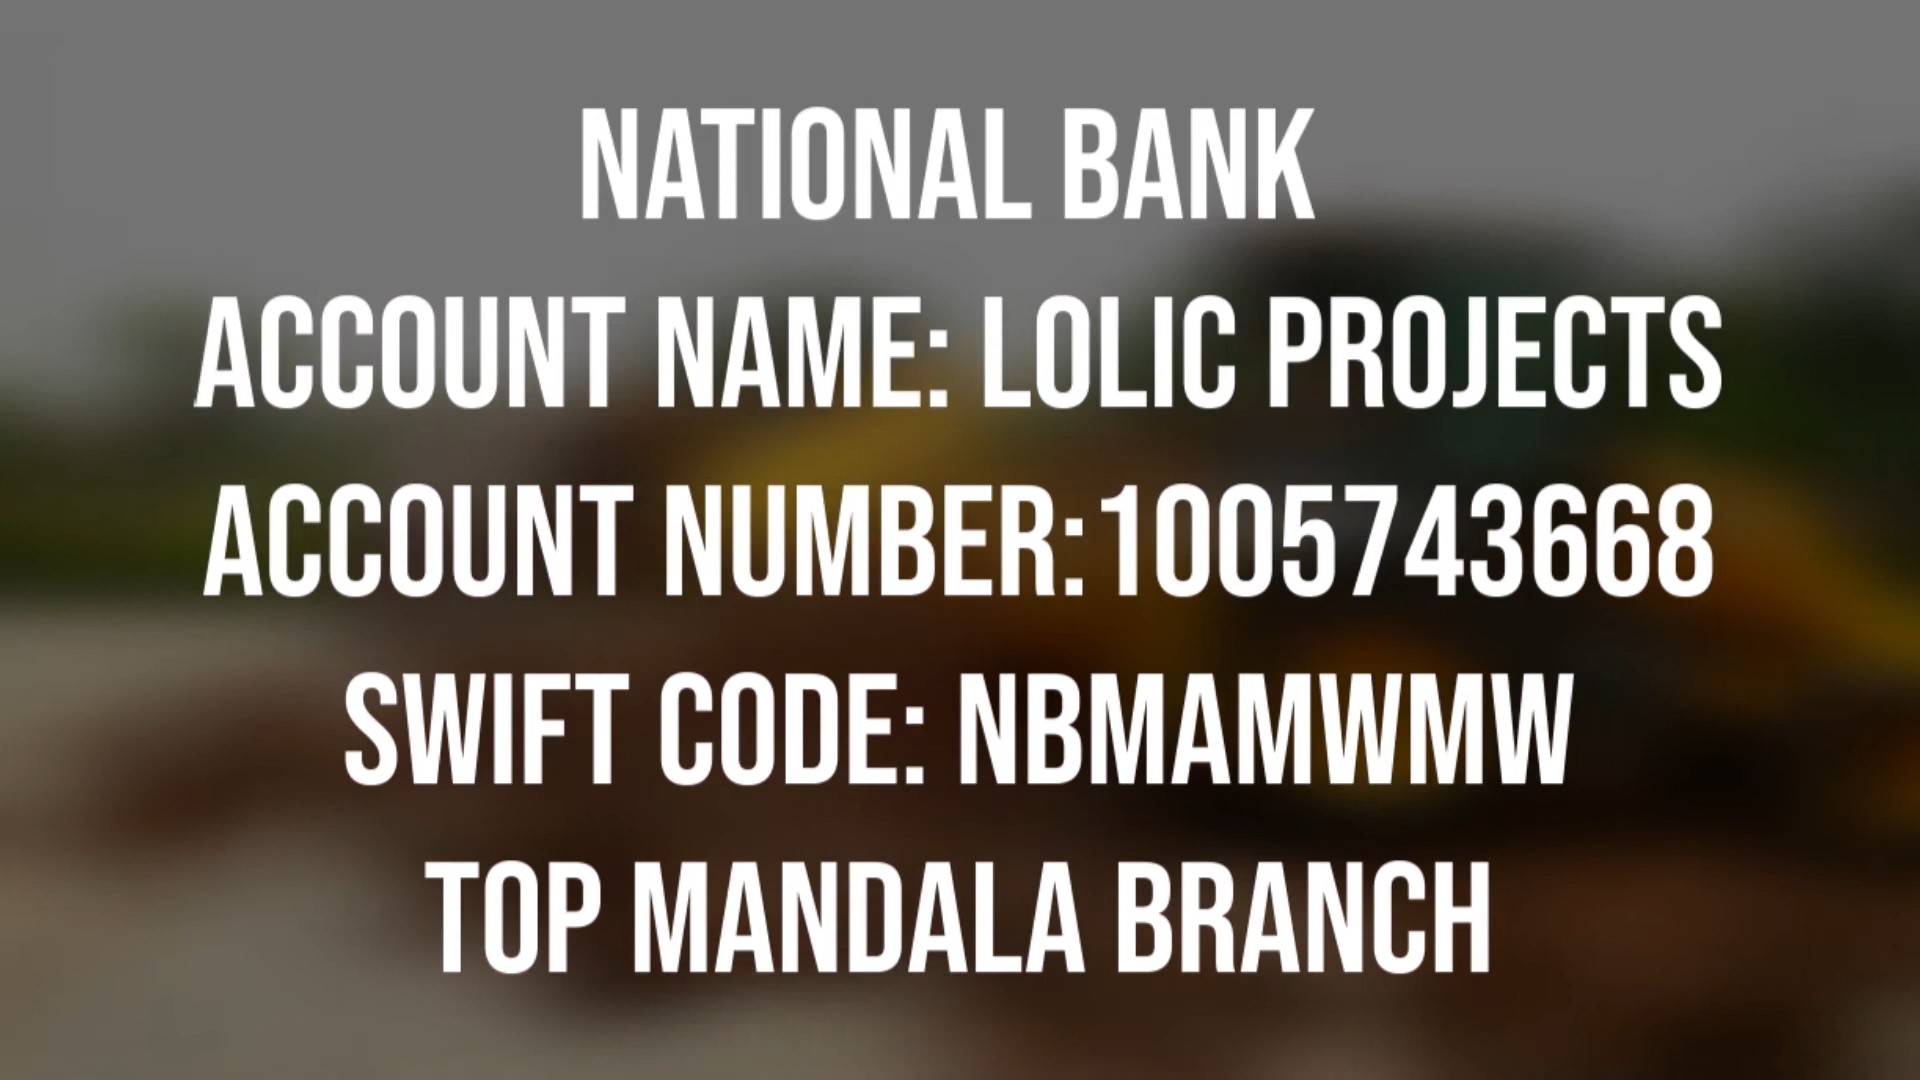 NATIONAL BANK
ACCOUNT NAME: LOLIC PROJECTS
ACCOUNT NUMBER:1005743668
SWIFT CODE: NBMAMWMW
TOP MANDALA BRANCH